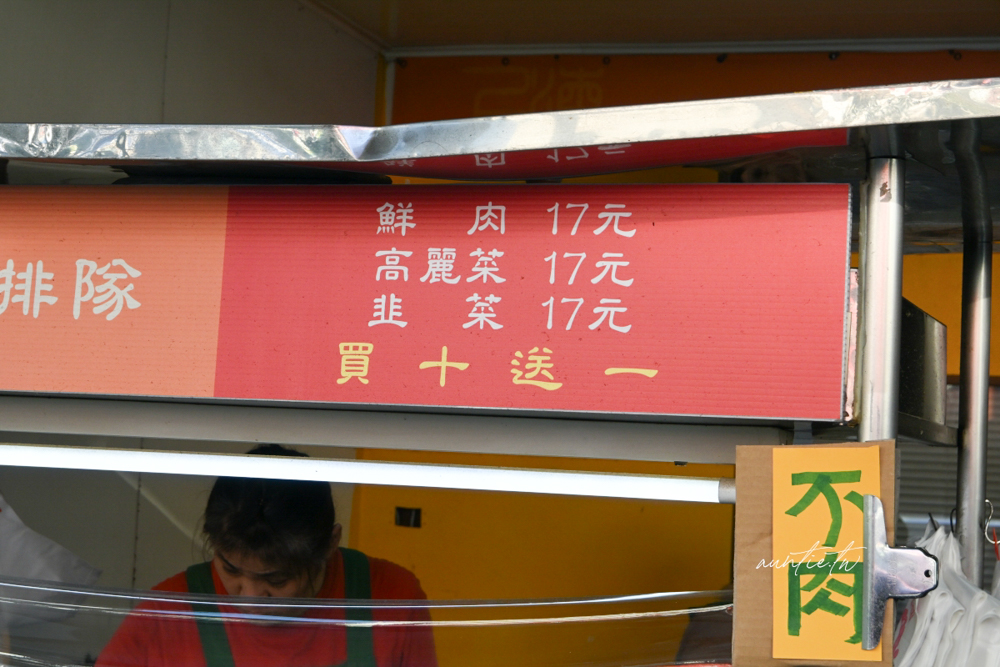 排隊
鮮肉 17元
高麗菜 17元
韭菜 17元
買十送一
不
肉
auntie.tw